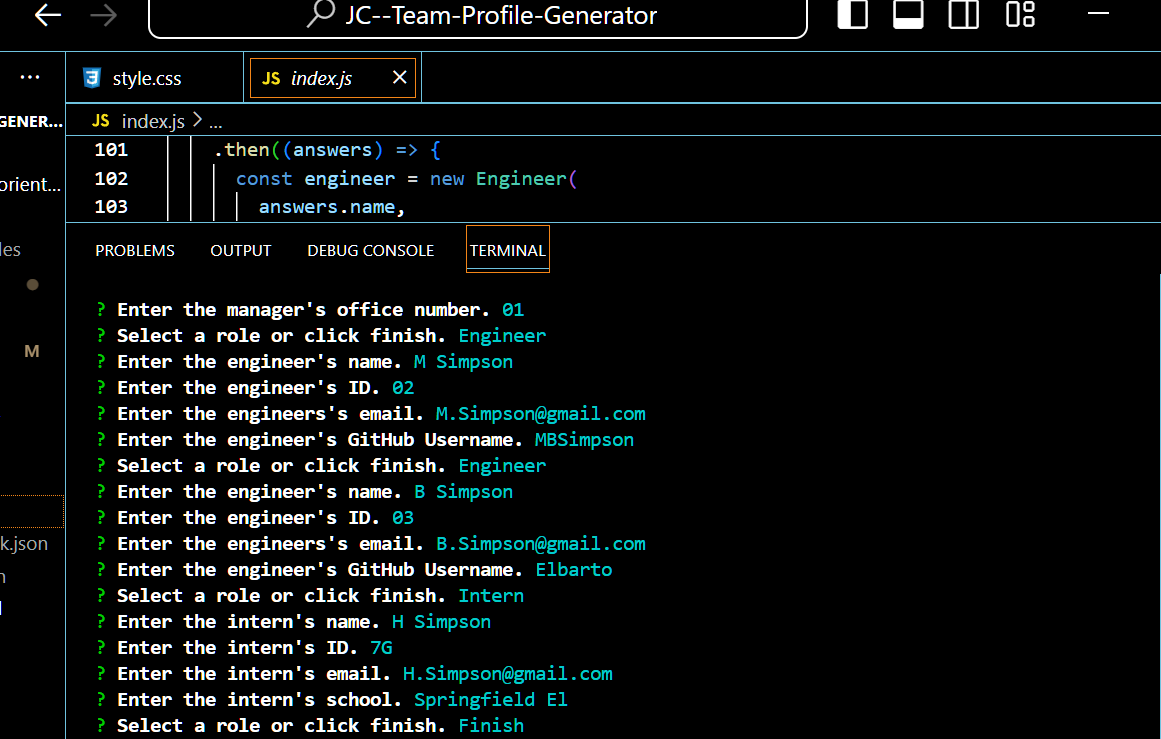 JC--Team-Profile-Generator
...
style.css
JS index.js
GENER...
JS index.js > ...
101 .then((answers) => {
102 const engineer = new Engineer(
103 answers.name,
orient...
les
M
k.json
PROBLEMS OUTPUT DEBUG CONSOLE TERMINAL
? Enter the manager's office number. 01
? Select a role or click finish. Engineer
? Enter the engineer's name. M Simpson
? Enter the engineer's ID. 02
? Enter the engineers's email. M.Simpson@gmail.com
? Enter the engineer's GitHub Username. MBSimpson
? Select a role or click finish. Engineer
? Enter the engineer's name. B Simpson
? Enter the engineer's ID. 03
? Enter the engineers's email. B.Simpson@gmail.com
? Enter the engineer's GitHub Username. Elbarto
? Select a role or click finish. Intern
? Enter the intern's name. H Simpson
? Enter the intern's ID. 7G
? Enter the intern's email. H.Simpson@gmail.com
? Enter the intern's school. Springfield El
? Select a role or click finish. Finish